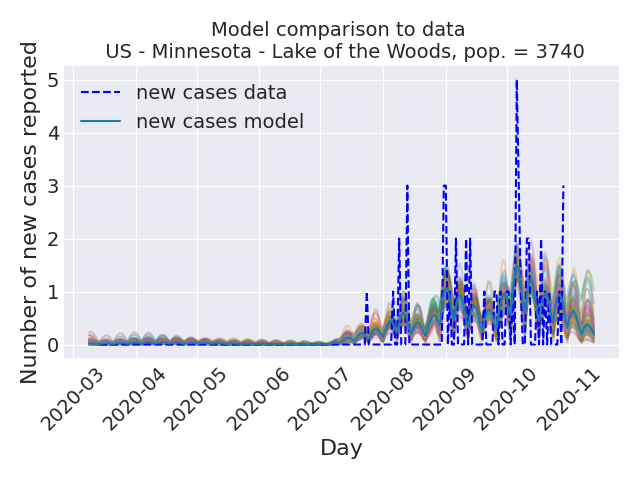 Model comparison to data
US - Minnesota - Lake of the Woods, pop. = 3740
Number of new cases reported
5
4
3
2
1
0
new cases data
new cases model
2020-03
2020-04
2020-05
2020-06
2020-07
2020-08
2020-09
2020-10
2020-11
Day